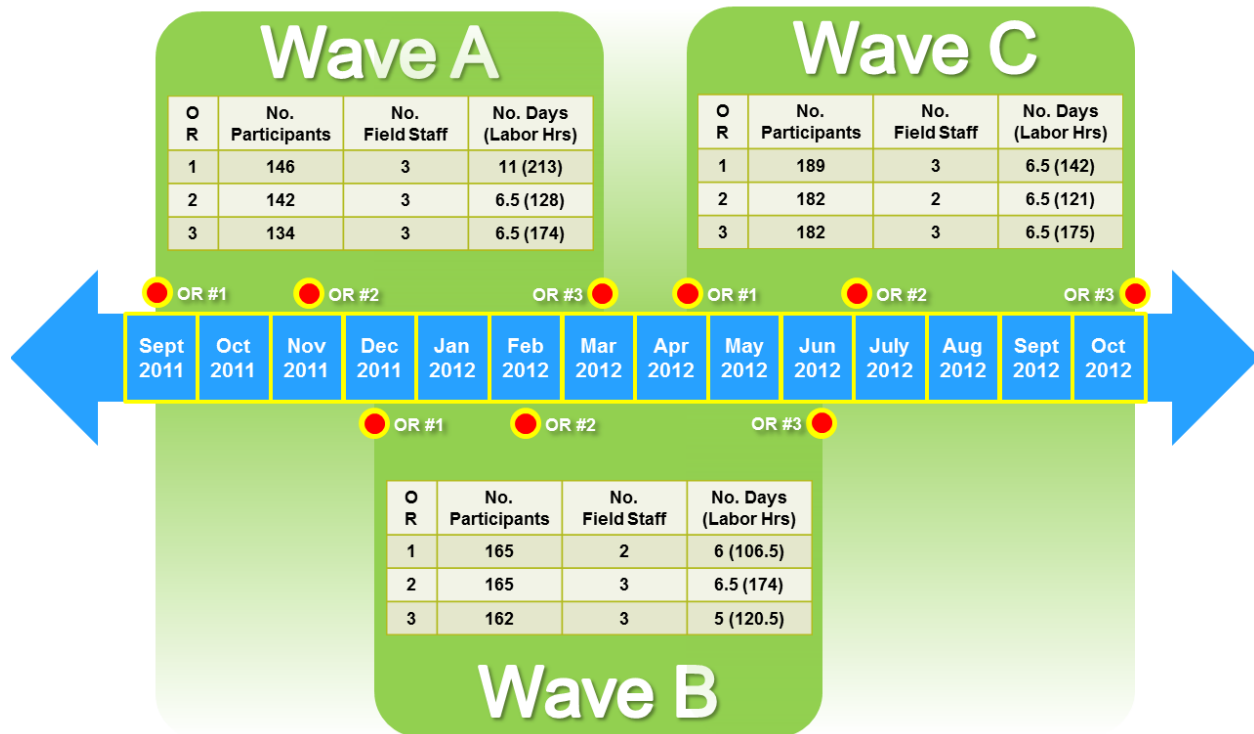 Wave A
O R No. Participants No. Field Staff No. Days (Labor Hrs)
1 146 3 11 (213)
2 142 3 6.5 (128)
3 134 3 6.5 (174)
Wave C
O R No. Participants No. Field Staff No. Days (Labor Hrs)
1 189 3 6.5 (142)
2 182 2 6.5 (121)
3 182 3 6.5 (175)
OR #1 OR #2 OR #3 OR #1 OR #2 OR #3
Sept Oct Nov Dec Jan Feb Mar Apr May Jun July Aug Sept Oct
2011 2011 2011 2011 2012 2012 2012 2012 2012 2012 2012 2012 2012 2012
OR #1 OR #2 OR #3
O R No. Participants No. Field Staff No. Days (Labor Hrs)
1 165 2 6 (106.5)
2 165 3 6.5 (174)
3 162 3 5 (120.5)
Wave B